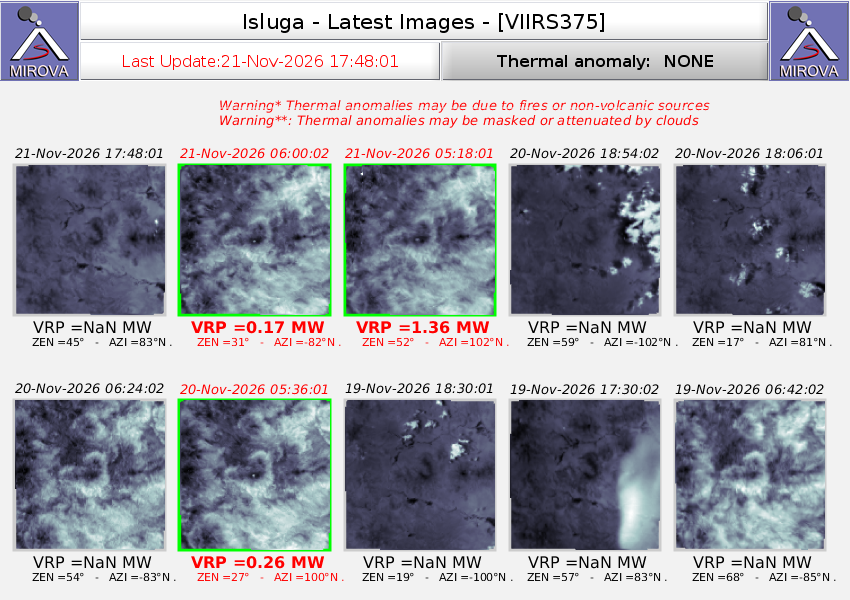 Isluga - Latest Images - [VIIRS375]
MIROVA
Last Update:21-Nov-2026 17:48:01
Thermal anomaly: NONE
MIROVA
Warning* Thermal anomalies may be due to fires or non-volcanic sources
Warning**: Thermal anomalies may be masked or attenuated by clouds
21-Nov-2026 17:48:01 21-Nov-2026 06:00:02 21-Nov-2026 05:18:01 20-Nov-2026 18:54:02 20-Nov-2026 18:06:01
VRP =NaN MW VRP =0.17 MW VRP =1.36 MW VRP =NaN MW VRP =NaN MW
ZEN =45° - AZI =83°N . ZEN =31° - AZI =-82°N . ZEN =52° - AZI =102°N . ZEN =59° - AZI =-102°N . ZEN =17° - AZI =81°N .
20-Nov-2026 06:24:02 20-Nov-2026 05:36:01 19-Nov-2026 18:30:01 19-Nov-2026 17:30:02 19-Nov-2026 06:42:02
VRP =NaN MW VRP =0.26 MW VRP =NaN MW VRP =NaN MW VRP =NaN MW
ZEN =54° - AZI =-83°N . ZEN =27° - AZI =100°N . ZEN =19° - AZI =-100°N . ZEN =57° - AZI =83°N . ZEN =68° - AZI =-85°N .